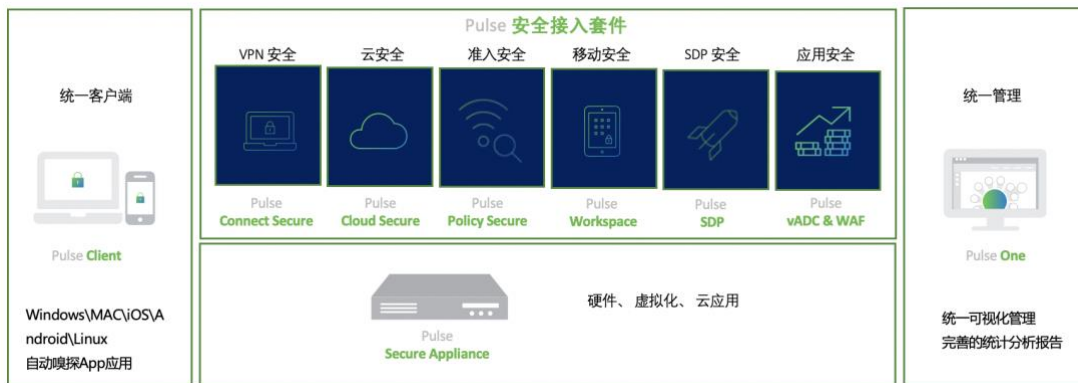 统一客户端
Pulse Client
Windows\MAC\iOS\A
ndroid\Linux
自动嗅探App应用
Pulse 安全接入套件
VPN 安全
云安全
准入安全
移动安全
SDP 安全
应用安全
Pulse
Connect Secure
Pulse
Cloud Secure
Pulse
Policy Secure
Pulse
Workspace
Pulse
SDP
Pulse
vADC & WAF
Pulse
Secure Appliance
硬件、虚拟化、云应用
统一管理
Pulse One
统一可视化管理
完善的统计分析报告